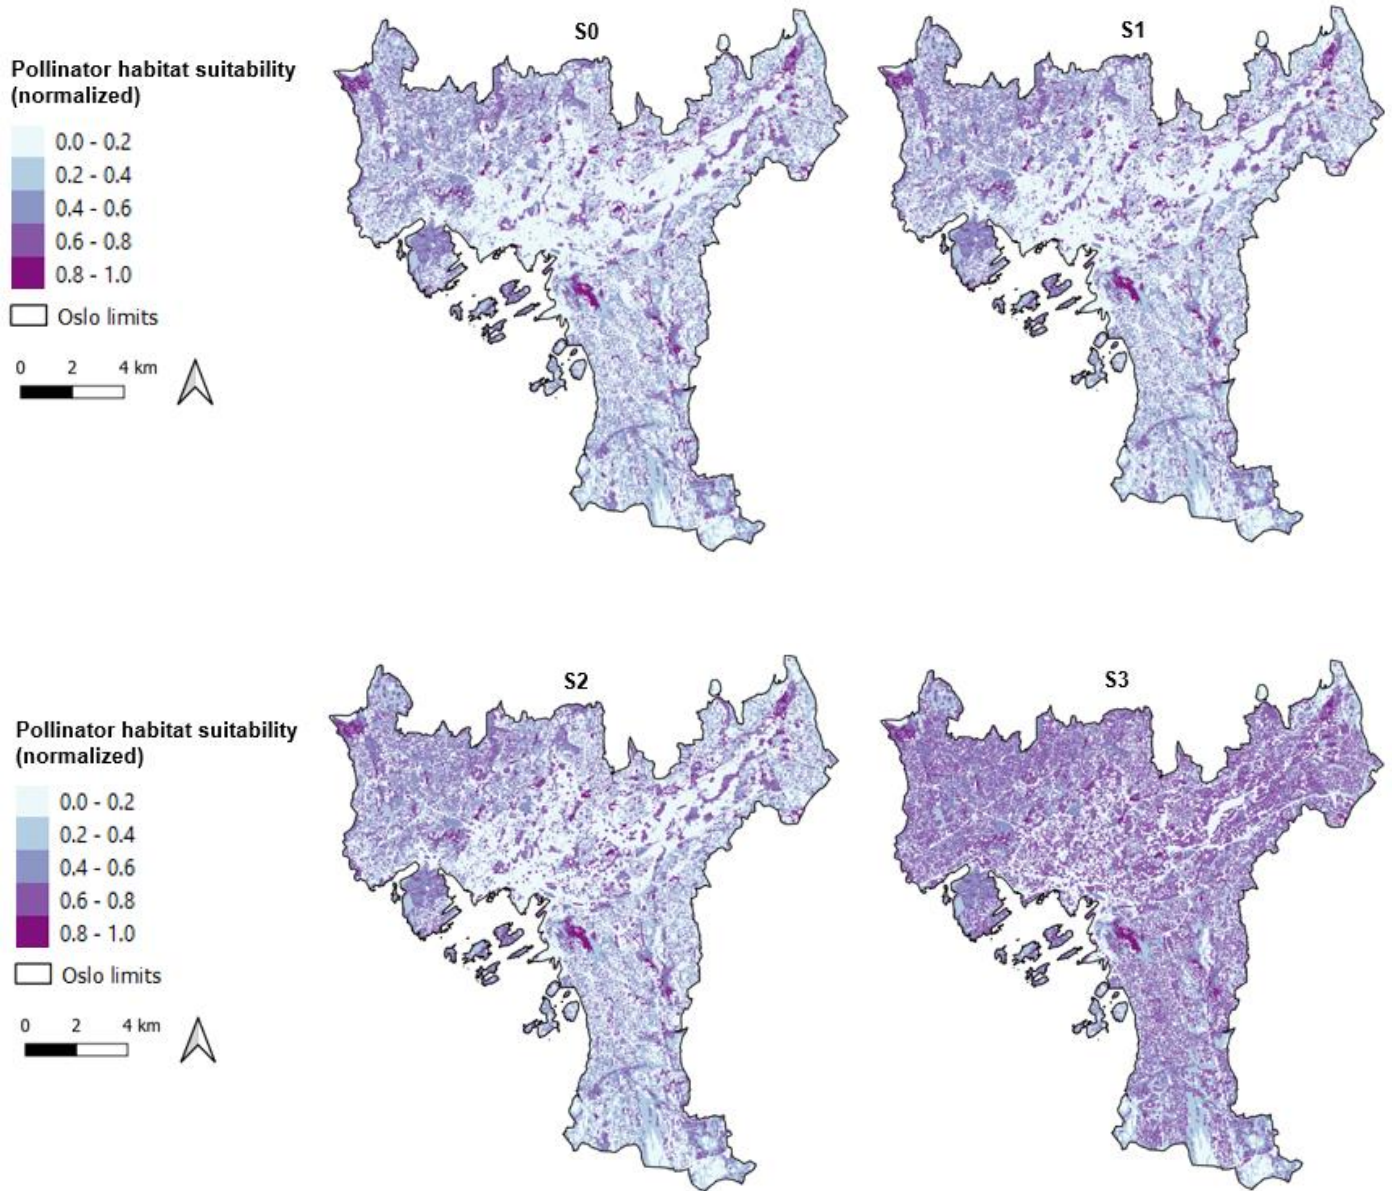 S0
S1
Pollinator habitat suitability
(normalized)
0.0 - 0.2
0.2 - 0.4
0.4 - 0.6
0.6 - 0.8
0.8 - 1.0
Oslo limits
0 2 4 km
S2
S3
Pollinator habitat suitability
(normalized)
0.0 - 0.2
0.2 - 0.4
0.4 - 0.6
0.6 - 0.8
0.8 - 1.0
Oslo limits
0 2 4 km